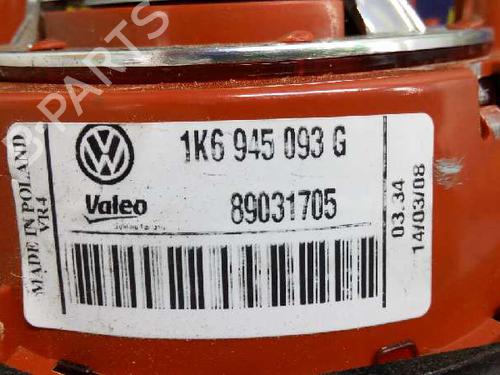 B-PARTS
MADE IN POLAND
VR4
1K6 945 093 G
Valeo
89031705
03.34
14/03/08